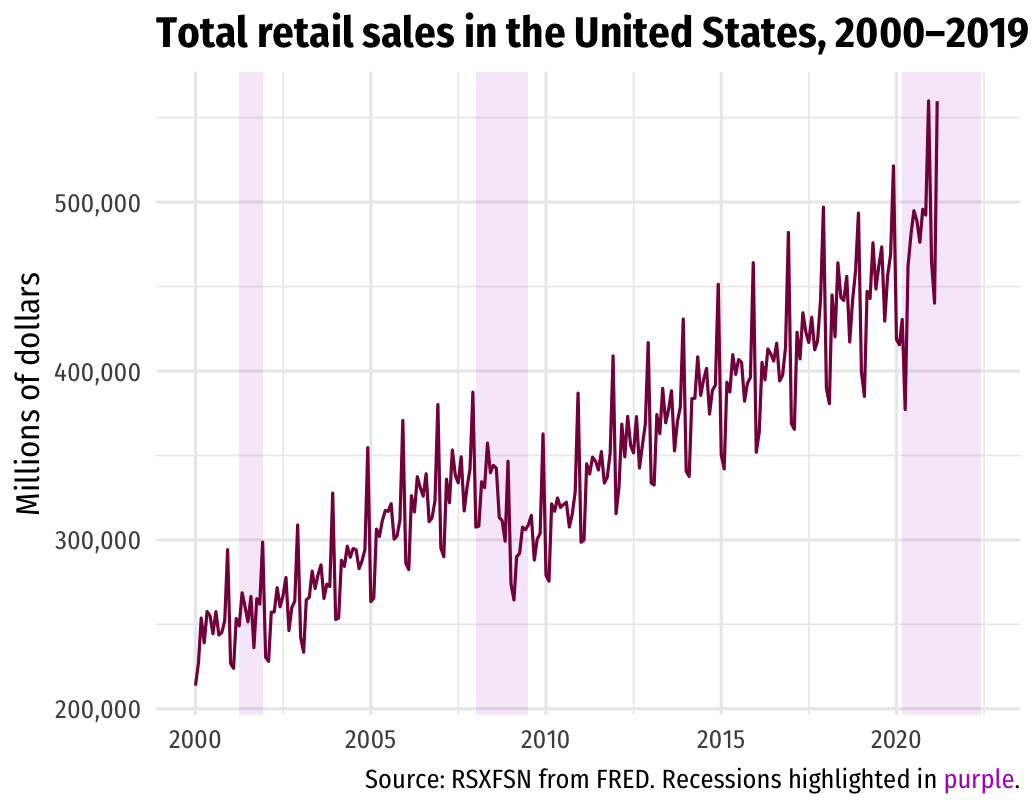 Total retail sales in the United States, 2000–2019
Millions of dollars
500,000
400,000
300,000
200,000
2000 2005 2010 2015 2020
Source: RSXFSN from FRED. Recessions highlighted in purple.